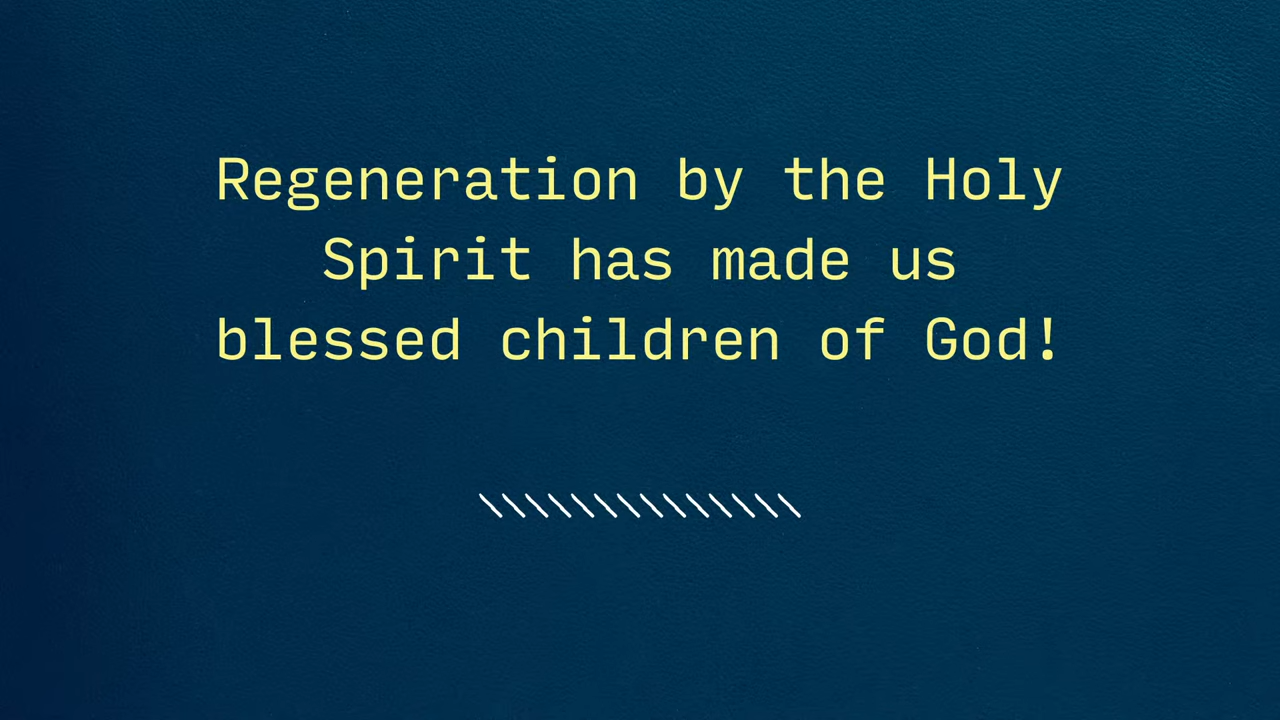 Regeneration by the Holy
Spirit has made us
blessed children of God!